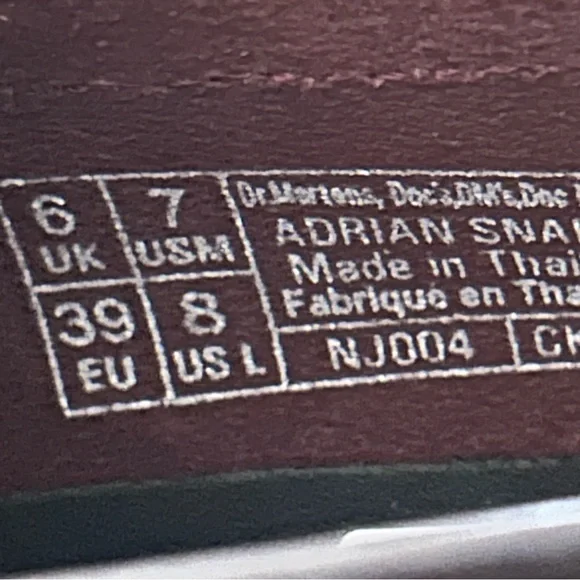 6 UK
7 USM
39 EU
8 US L
Dr.Martens, Doc's,DM's,Doc
ADRIAN SNA
Made in Thai
Fabriqué en Tha
NJ004
CH